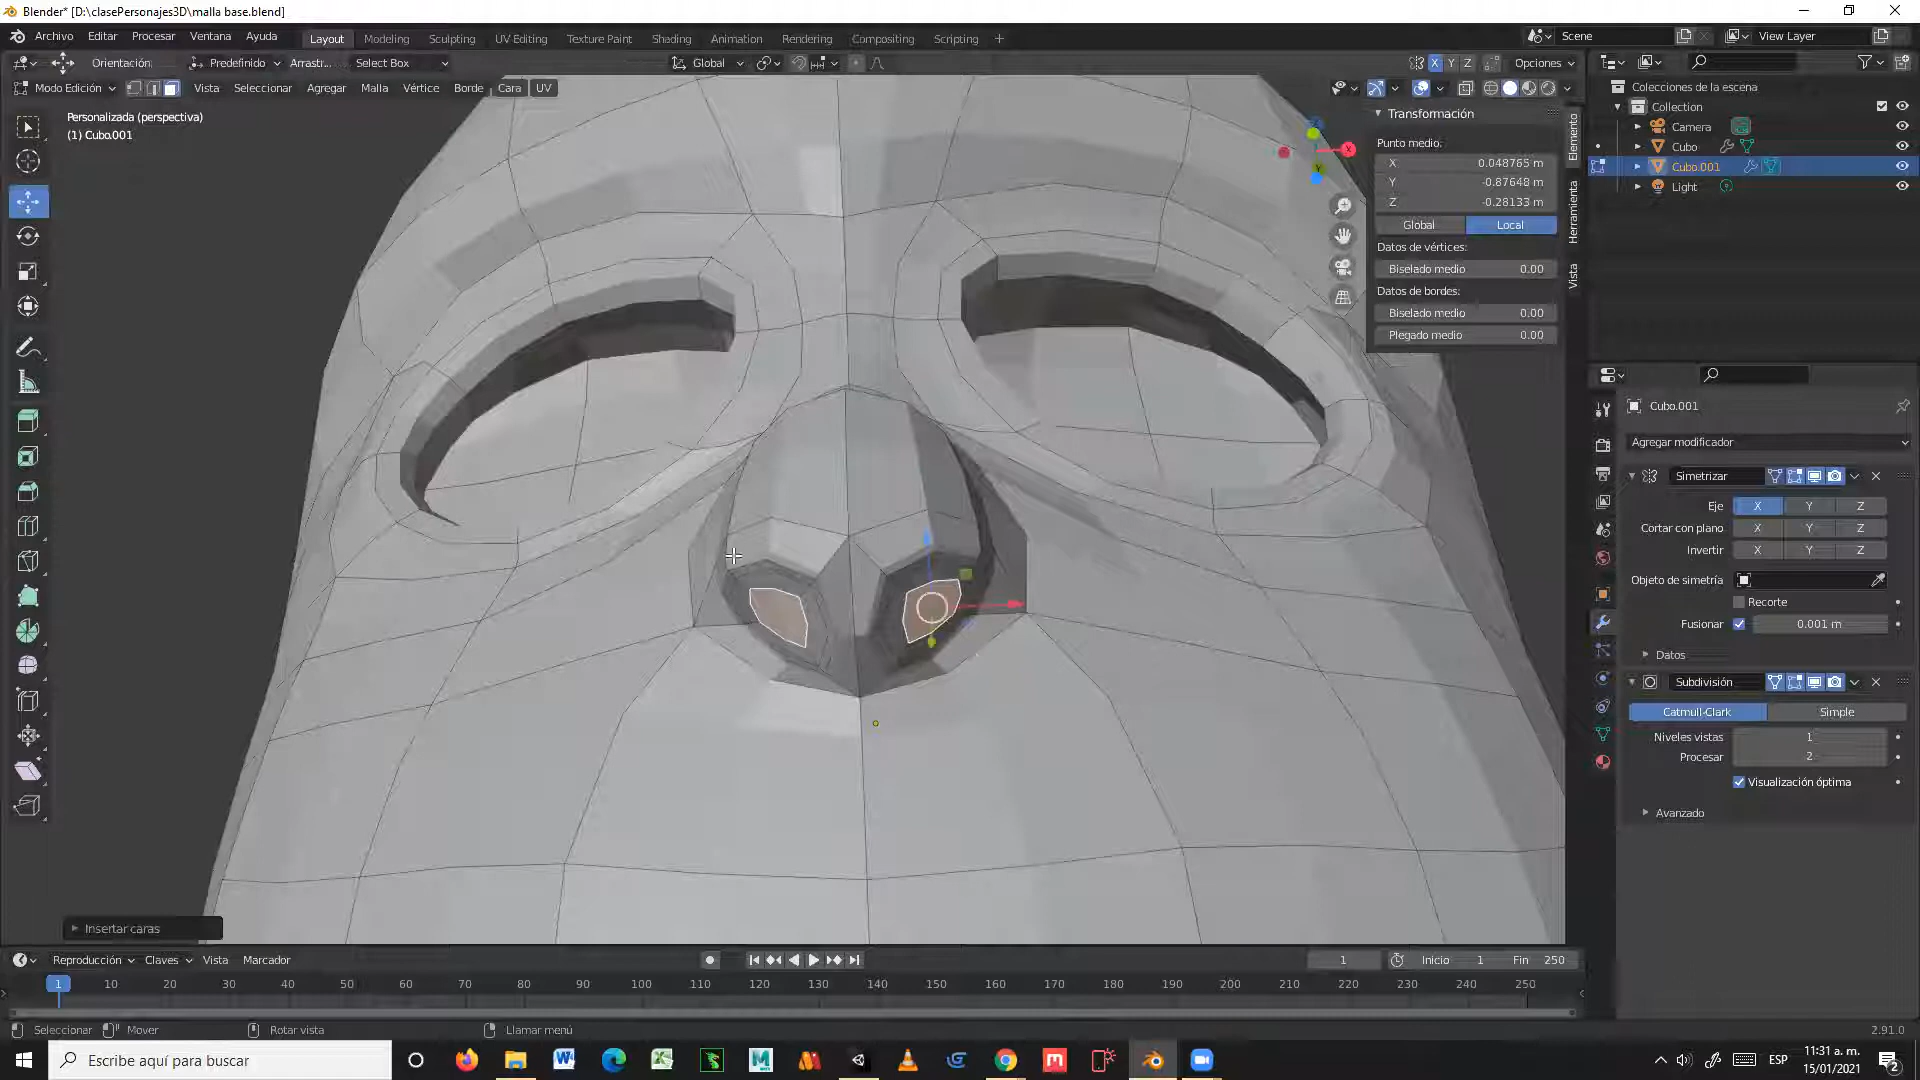 Blender* [D:\clasePersonajes3D\malla base.blend]
Archivo Editar Procesar Ventana Ayuda Layout Modeling Sculpting UV Editing Texture Paint Shading Animation Rendering Compositing Scripting + Scene View Layer
Orientación Predefinido Arrastr... Select Box Global X Y Z Opciones
Modo Edición Vista Seleccionar Agregar Malla Vértice Borde Cara UV
Personalizada (perspectiva)
(1) Cubo.001
Transformación
Punto medio:
X 0.048765 m
Y -0.87648 m
Z -0.28133 m
Global Local
Datos de vértices:
Biselado medio 0.00
Datos de bordes:
Biselado medio 0.00
Plegado medio 0.00
Elemento
Herramienta
Vista
X
Y
Colecciones de la escena
Collection
Camera
Cubo
Cubo.001
Light
Cubo.001
Agregar modificador
Simetrizar
Eje X Y Z
Cortar con plano X Y Z
Invertir X Y Z
Objeto de simetría
Recorte
Fusionar 0.001 m
Datos
Subdivisión
Catmull-Clark Simple
Niveles vistas 1
Procesar 2
Visualización óptima
Avanzado
Insertar caras
Reproducción Claves Vista Marcador 1 Inicio 1 Fin 250
1 10 20 30 40 50 60 70 80 90 100 110 120 130 140 150 160 170 180 190 200 210 220 230 240 250
Seleccionar Mover Rotar vista Llamar menú 2.91.0
Escribe aquí para buscar
ESP
11:31 a. m.
15/01/2021
2